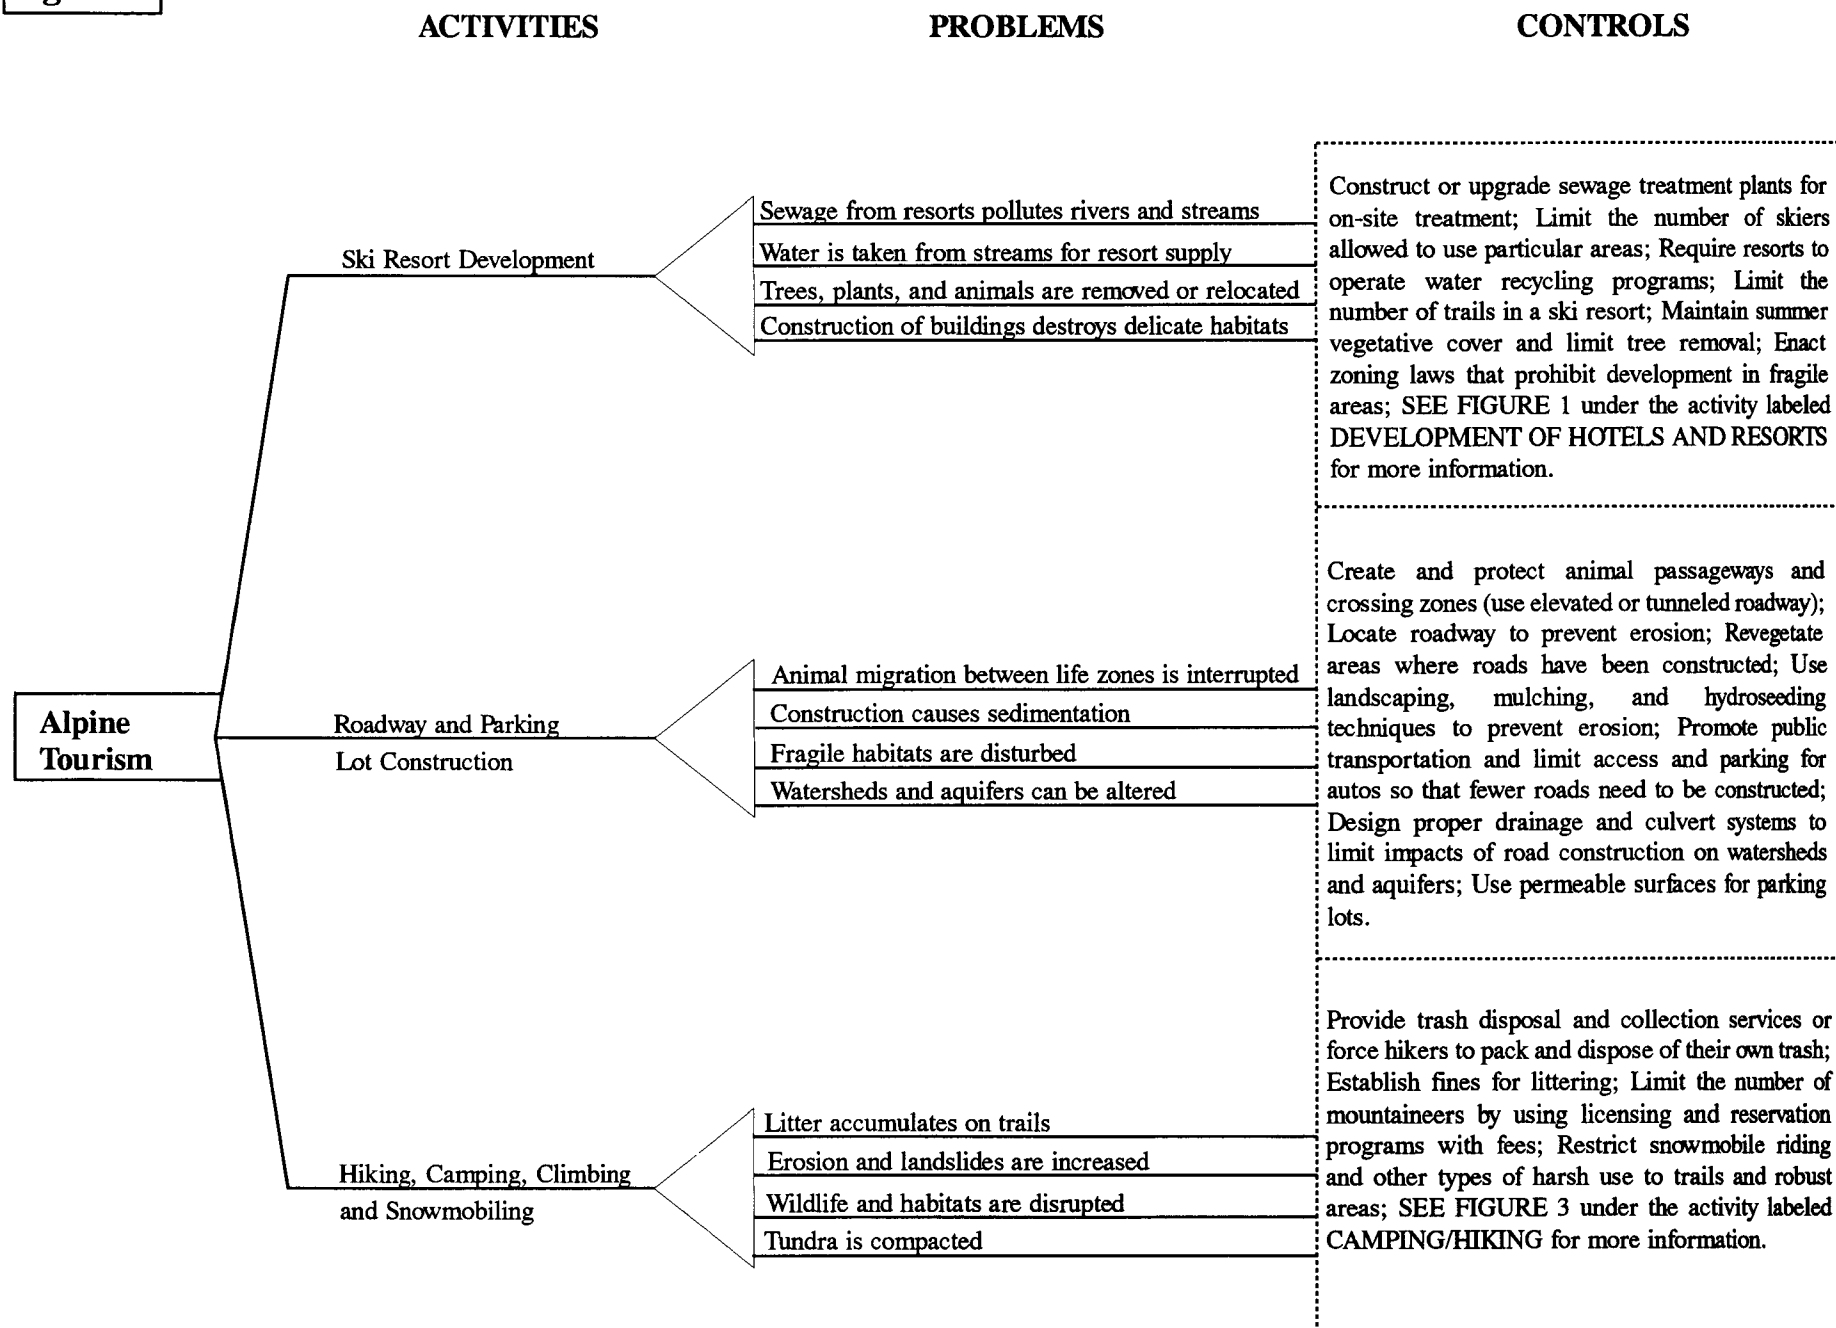 ACTIVITIES
PROBLEMS
CONTROLS
Alpine
Tourism
Ski Resort Development
Sewage from resorts pollutes rivers and streams
Water is taken from streams for resort supply
Trees, plants, and animals are removed or relocated
Construction of buildings destroys delicate habitats
Construct or upgrade sewage treatment plants for
on-site treatment; Limit the number of skiers
allowed to use particular areas; Require resorts to
operate water recycling programs; Limit the
number of trails in a ski resort; Maintain summer
vegetative cover and limit tree removal; Enact
zoning laws that prohibit development in fragile
areas; SEE FIGURE 1 under the activity labeled
DEVELOPMENT OF HOTELS AND RESORTS
for more information.
Roadway and Parking
Lot Construction
Animal migration between life zones is interrupted
Construction causes sedimentation
Fragile habitats are disturbed
Watersheds and aquifers can be altered
Create and protect animal passageways and
crossing zones (use elevated or tunneled roadway);
Locate roadway to prevent erosion; Revegetate
areas where roads have been constructed; Use
landscaping, mulching, and hydroseeding
techniques to prevent erosion; Promote public
transportation and limit access and parking for
autos so that fewer roads need to be constructed;
Design proper drainage and culvert systems to
limit impacts of road construction on watersheds
and aquifers; Use permeable surfaces for parking
lots.
Hiking, Camping, Climbing
and Snowmobiling
Litter accumulates on trails
Erosion and landslides are increased
Wildlife and habitats are disrupted
Tundra is compacted
Provide trash disposal and collection services or
force hikers to pack and dispose of their own trash;
Establish fines for littering; Limit the number of
mountaineers by using licensing and reservation
programs with fees; Restrict snowmobile riding
and other types of harsh use to trails and robust
areas; SEE FIGURE 3 under the activity labeled
CAMPING/HIKING for more information.